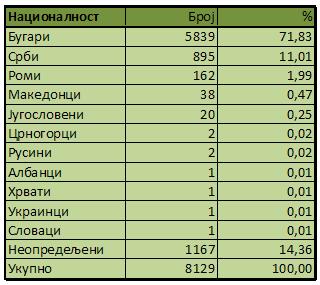 Националност Број %
Бугари 5839 71,83
Срби 895 11,01
Роми 162 1,99
Македонци 38 0,47
Југословени 20 0,25
Црногорци 2 0,02
Русини 2 0,02
Албанци 1 0,01
Хрвати 1 0,01
Украинци 1 0,01
Словаци 1 0,01
Неопредељени 1167 14,36
Укупно 8129 100,00